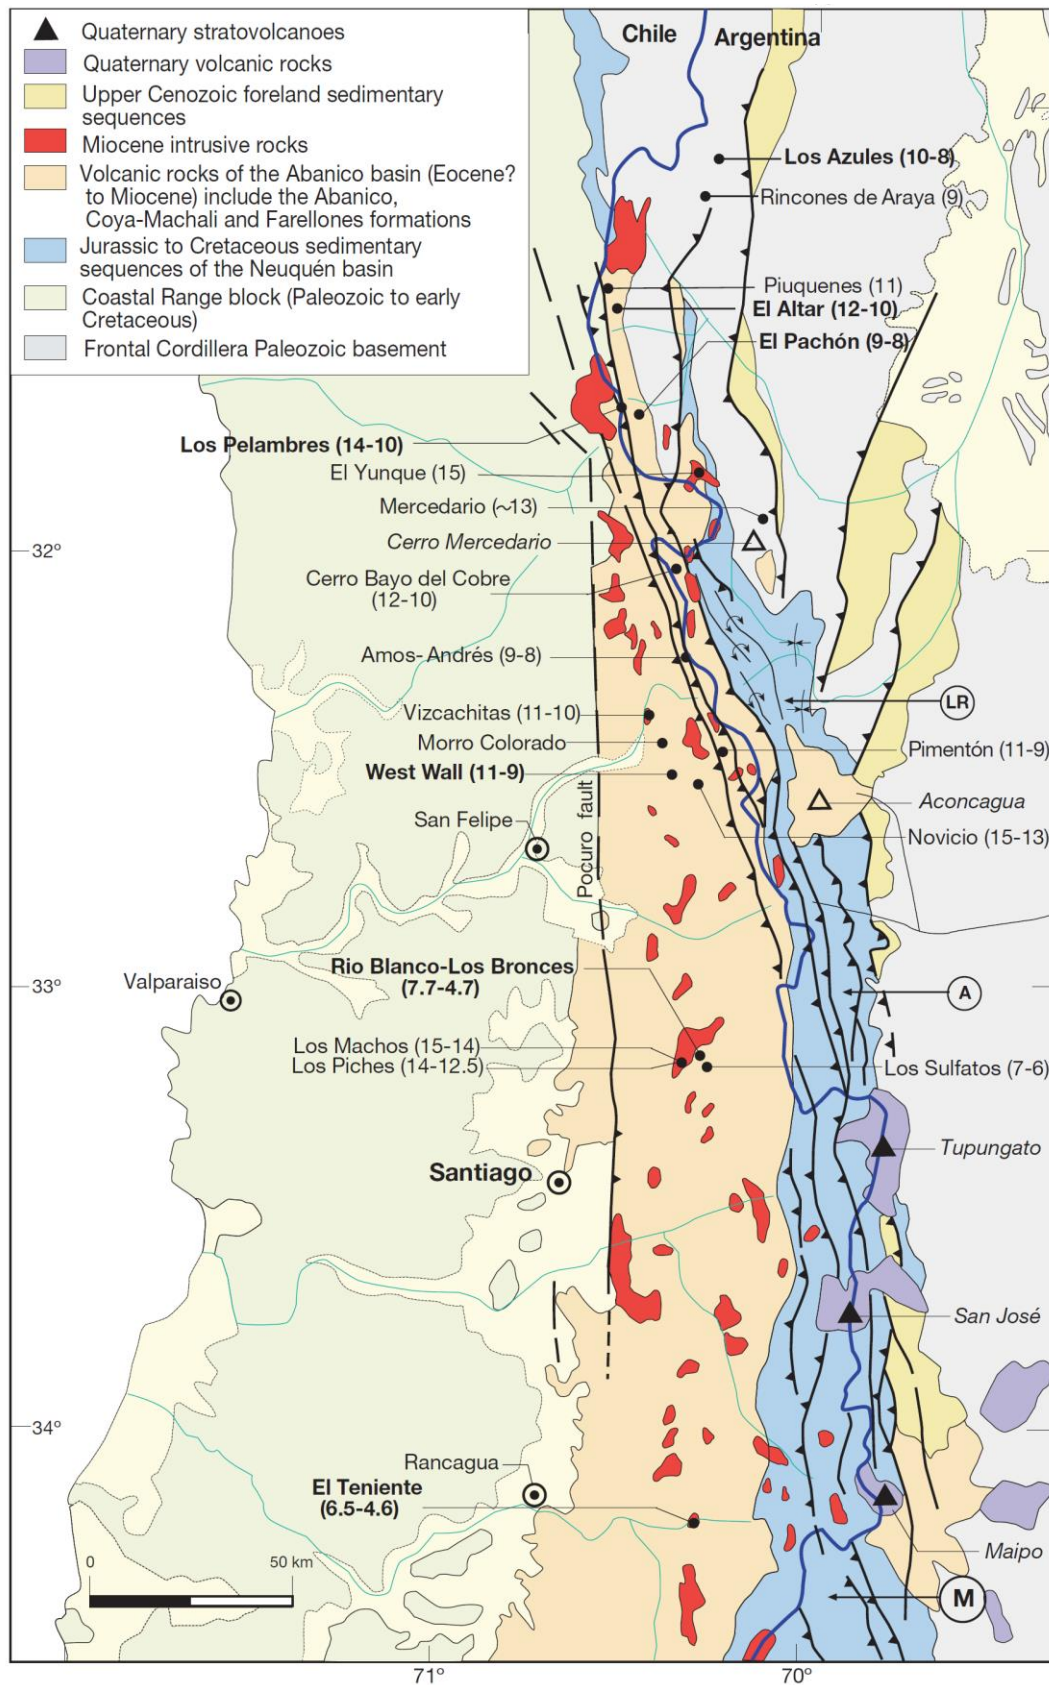 Quaternary stratovolcanoes
Quaternary volcanic rocks
Upper Cenozoic foreland sedimentary
sequences
Miocene intrusive rocks
Volcanic rocks of the Abanico basin (Eocene?
to Miocene) include the Abanico,
Coya-Machali and Farellones formations
Jurassic to Cretaceous sedimentary
sequences of the Neuquén basin
Coastal Range block (Paleozoic to early
Cretaceous)
Frontal Cordillera Paleozoic basement
Chile
Argentina
Los Azules (10-8)
Rincones de Araya (9)
Piuquenes (11)
El Altar (12-10)
El Pachón (9-8)
Los Pelambres (14-10)
El Yunque (15)
Mercedario (~13)
Cerro Mercedario
32º
Cerro Bayo del Cobre
(12-10)
Amos-Andrés (9-8)
LR
Vizcachitas (11-10)
Morro Colorado
Pimentón (11-9)
West Wall (11-9)
Aconcagua
San Felipe
Novicio (15-13)
Pocuro fault
Rio Blanco-Los Bronces
(7.7-4.7)
Valparaiso
33º
A
Los Machos (15-14)
Los Piches (14-12.5)
Los Sulfatos (7-6)
Tupungato
Santiago
San José
34º
Rancagua
El Teniente
(6.5-4.6)
Maipo
0
50 km
M
71º
70º